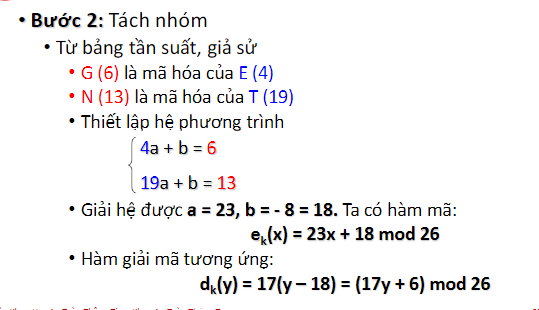 • Bước 2: Tách nhóm
• Từ bảng tần suất, giả sử
• G (6) là mã hóa của E (4)
• N (13) là mã hóa của T (19)
• Thiết lập hệ phương trình
4a + b = 6
19a + b = 13
• Giải hệ được a = 23, b = - 8 = 18. Ta có hàm mã:
eₖ(x) = 23x + 18 mod 26
• Hàm giải mã tương ứng:
dₖ(y) = 17(y – 18) = (17y + 6) mod 26